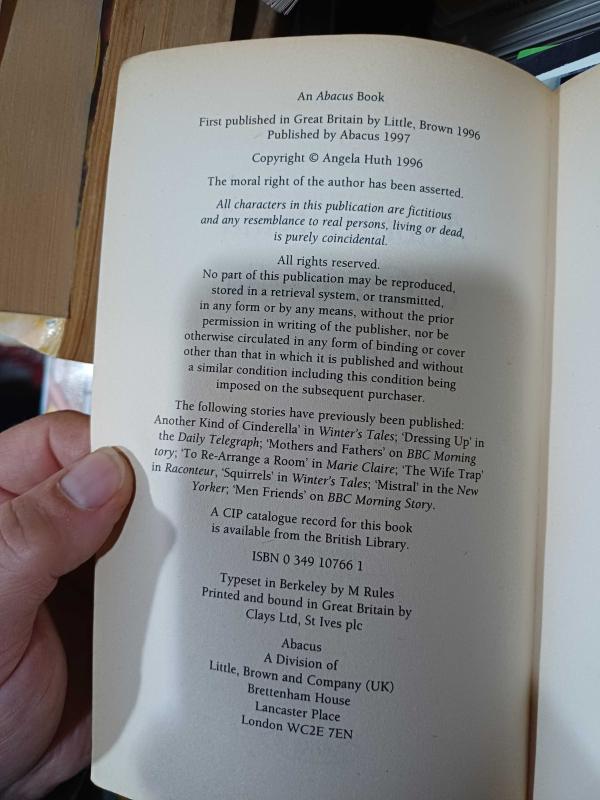 An Abacus Book
First published in Great Britain by Little, Brown 1996
Published by Abacus 1997
Copyright © Angela Huth 1996
The moral right of the author has been asserted.
All characters in this publication are fictitious
and any resemblance to real persons, living or dead,
is purely coincidental.
All rights reserved.
No part of this publication may be reproduced,
stored in a retrieval system, or transmitted,
in any form or by any means, without the prior
permission in writing of the publisher, nor be
otherwise circulated in any form of binding or cover
other than that in which it is published and without
a similar condition including this condition being
imposed on the subsequent purchaser.
The following stories have previously been published:
Another Kind of Cinderella' in Winter's Tales; 'Dressing Up' in
the Daily Telegraph; 'Mothers and Fathers' on BBC Morning
tory; 'To Re-Arrange a Room' in Marie Claire; 'The Wife Trap'
in Raconteur, 'Squirrels' in Winter's Tales; 'Mistral' in the New
Yorker; 'Men Friends' on BBC Morning Story.
A CIP catalogue record for this book
is available from the British Library.
ISBN 0 349 10766 1
Typeset in Berkeley by M Rules
Printed and bound in Great Britain by
Clays Ltd, St Ives plc
Abacus
A Division of
Little, Brown and Company (UK)
Brettenham House
Lancaster Place
London WC2E 7EN